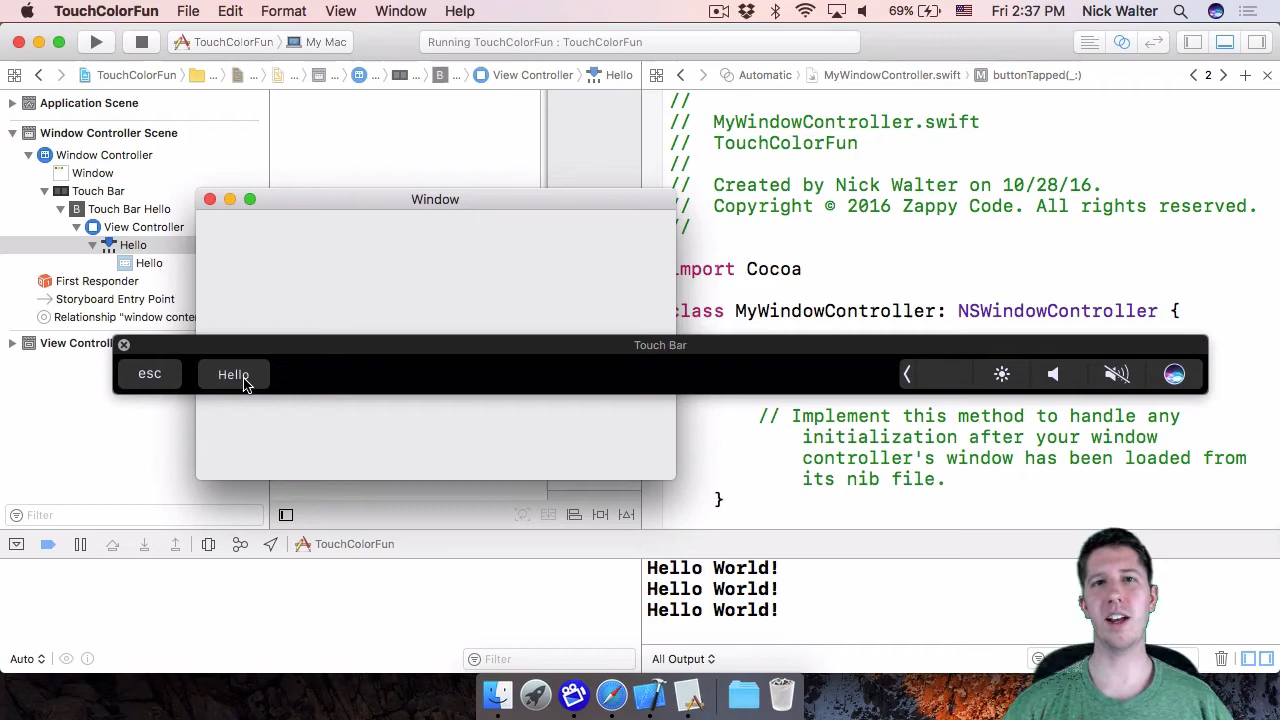 TouchColorFun File Edit Format View Window Help 69% Fri 2:37 PM Nick Walter
TouchColorFun My Mac Running TouchColorFun : TouchColorFun
TouchColorFun ... ... ... ... ... B ... View Controller Hello
Automatic MyWindowController.swift buttonTapped(_:) 2
Application Scene
Window Controller Scene
Window Controller
Window
Touch Bar
B Touch Bar Hello
View Controller
Hello
Hello
First Responder
Storyboard Entry Point
Relationship "window conte
View Controll
Filter
Window
Touch Bar
esc Hello
//
// MyWindowController.swift
// TouchColorFun
//
// Created by Nick Walter on 10/28/16.
// Copyright © 2016 Zappy Code. All rights reserved.
//
import Cocoa
class MyWindowController: NSWindowController {
// Implement this method to handle any
initialization after your window
controller's window has been loaded from
its nib file.
}
TouchColorFun
Hello World!
Hello World!
Hello World!
Auto Filter All Output